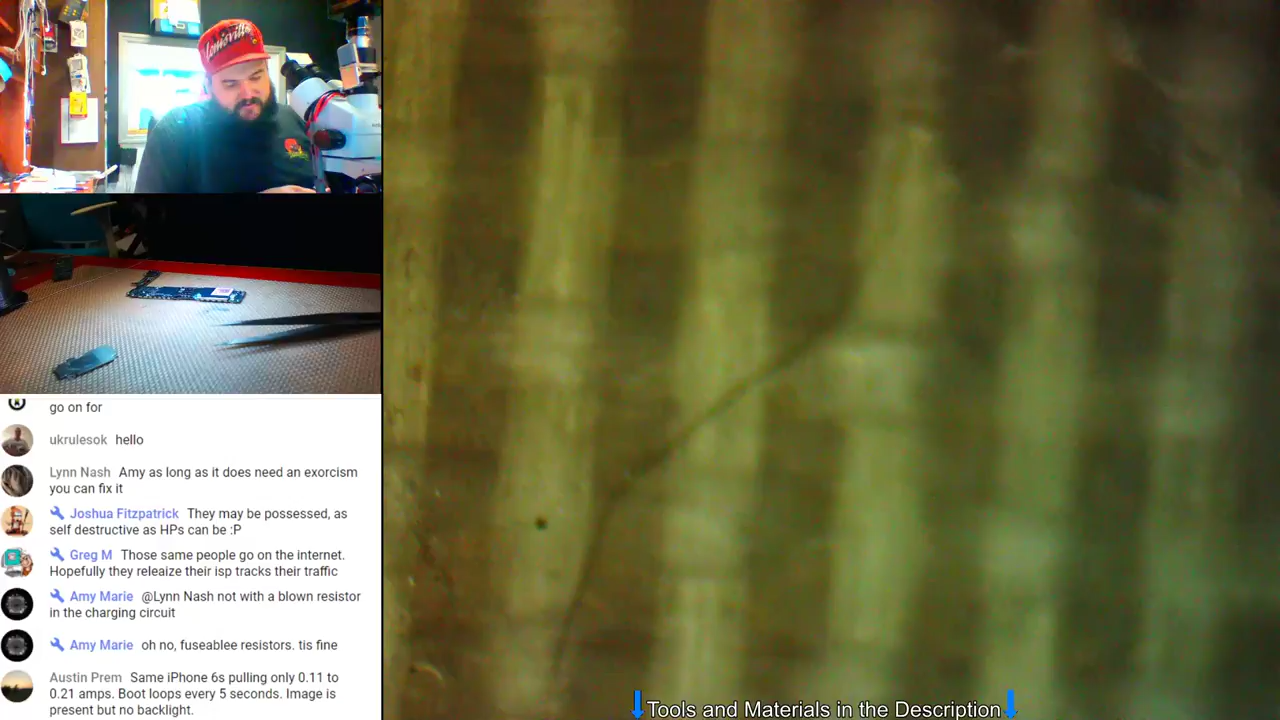 Louisville
go on for
ukrulesok hello
Lynn Nash Amy as long as it does need an exorcism
you can fix it
Joshua Fitzpatrick They may be possessed, as
self destructive as HPs can be :P
Greg M Those same people go on the internet.
Hopefully they releaize their isp tracks their traffic
Amy Marie @Lynn Nash not with a blown resistor
in the charging circuit
Amy Marie oh no, fuseablee resistors. tis fine
Austin Prem Same iPhone 6s pulling only 0.11 to
0.21 amps. Boot loops every 5 seconds. Image is
present but no backlight.
Tools and Materials in the Description